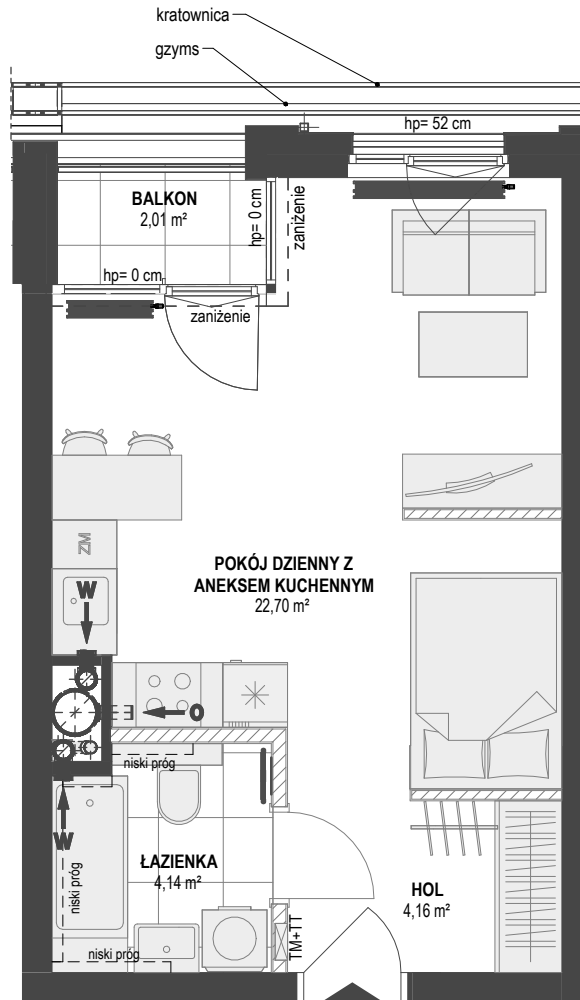 kratownica
gzyms
hp= 52 cm
BALKON
2,01 m²
hp= 0 cm
zaniżenie
hp= 0 cm
zaniżenie
ZM
W
POKÓJ DZIENNY Z
ANEKSEM KUCHENNYM
22,70 m²
O
niski próg
W
niski próg
ŁAZIENKA
4,14 m²
HOL
4,16 m²
TM+TT
niski próg